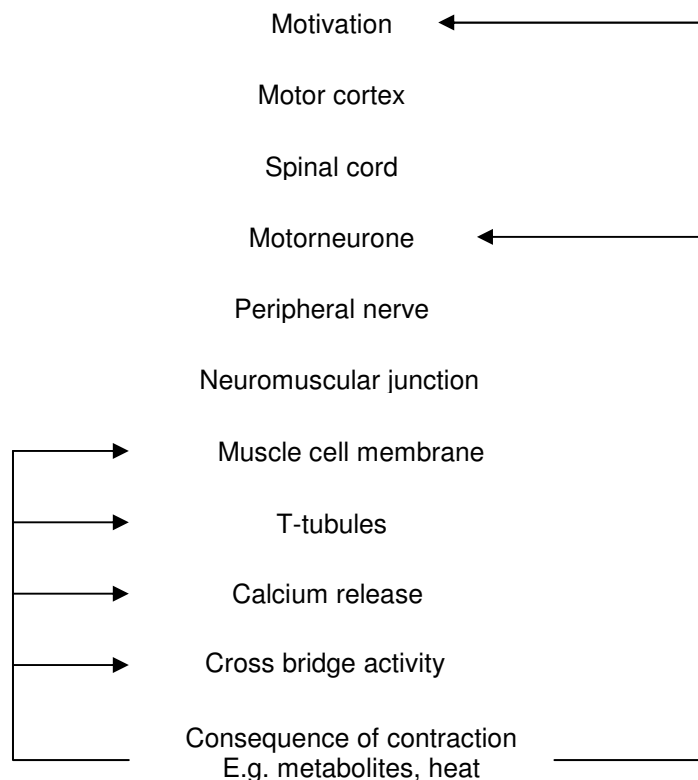 Motivation
Motor cortex
Spinal cord
Motorneurone
Peripheral nerve
Neuromuscular junction
Muscle cell membrane
T-tubules
Calcium release
Cross bridge activity
Consequence of contraction
E.g. metabolites, heat